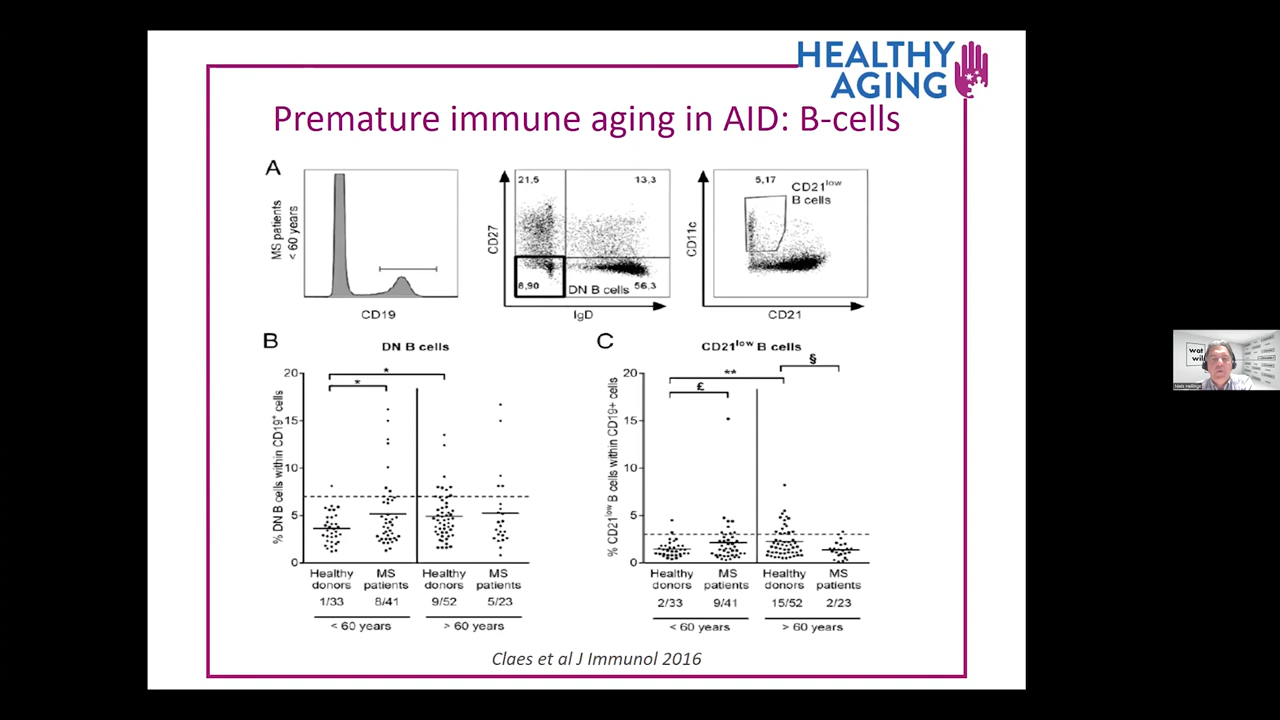 HEALTHY
AGING
Premature immune aging in AID: B-cells
A
MS patients
< 60 years
CD19
21,5
13,3
CD27
8,90
DN B cells
56,3
IgD
5,17
CD21low
B cells
CD11c
CD21
B
DN B cells
% DN B cells within CD19+ cells
20
15
10
5
0
*
*
Healthy donors
MS patients
Healthy donors
MS patients
1/33
8/41
9/52
5/23
< 60 years
> 60 years
C
CD21low B cells
% CD21low B cells within CD19+ cells
20
15
10
5
0
§
**
£
Healthy donors
MS patients
Healthy donors
MS patients
2/33
9/41
15/52
2/23
< 60 years
> 60 years
Claes et al J Immunol 2016
wat
wil
Niels Hellings